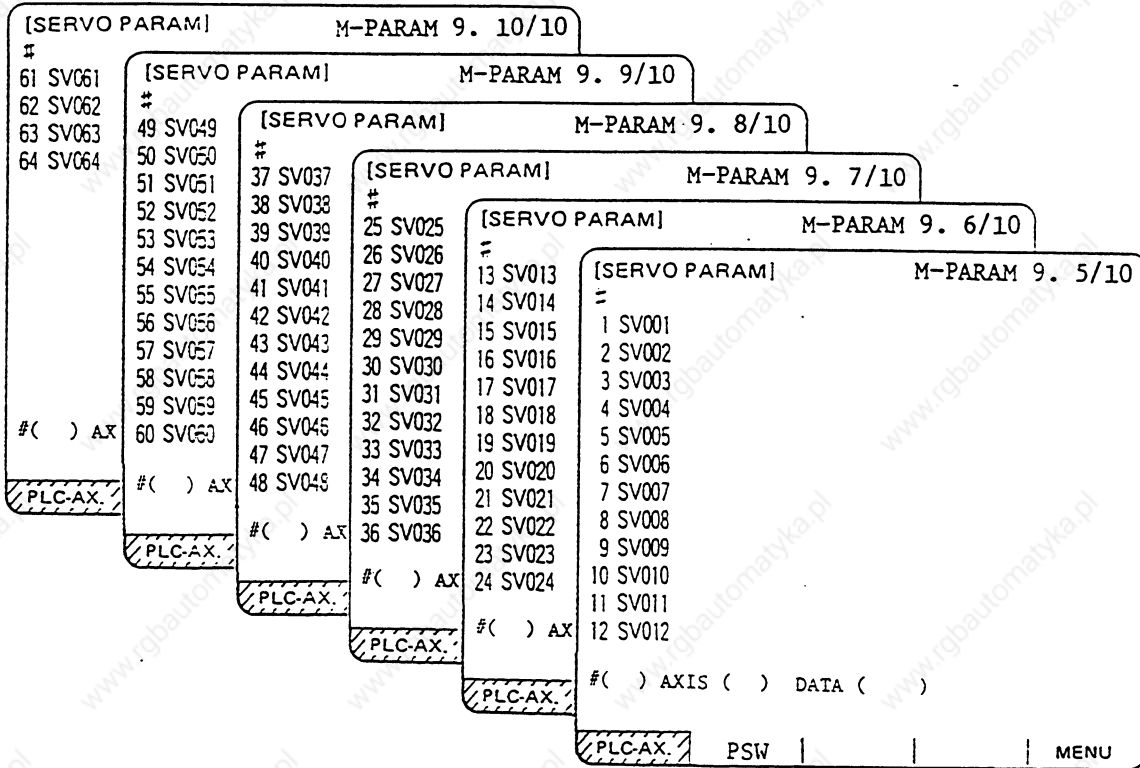 [SERVO PARAM] M-PARAM 9. 10/10
#
61 SV061
62 SV062
63 SV063
64 SV064
#( ) AX
PLC-AX.
[SERVO PARAM] M-PARAM 9. 9/10
#
49 SV049
50 SV050
51 SV051
52 SV052
53 SV053
54 SV054
55 SV055
56 SV056
57 SV057
58 SV058
59 SV059
60 SV060
#( ) AX
PLC-AX.
[SERVO PARAM] M-PARAM 9. 8/10
#
37 SV037
38 SV038
39 SV039
40 SV040
41 SV041
42 SV042
43 SV043
44 SV044
45 SV045
46 SV046
47 SV047
48 SV048
#( ) AX
PLC-AX.
[SERVO PARAM] M-PARAM 9. 7/10
#
25 SV025
26 SV026
27 SV027
28 SV028
29 SV029
30 SV030
31 SV031
32 SV032
33 SV033
34 SV034
35 SV035
36 SV036
#( ) AX
PLC-AX.
[SERVO PARAM] M-PARAM 9. 6/10
#
13 SV013
14 SV014
15 SV015
16 SV016
17 SV017
18 SV018
19 SV019
20 SV020
21 SV021
22 SV022
23 SV023
24 SV024
#( ) AX
PLC-AX.
[SERVO PARAM] M-PARAM 9. 5/10
#
1 SV001
2 SV002
3 SV003
4 SV004
5 SV005
6 SV006
7 SV007
8 SV008
9 SV009
10 SV010
11 SV011
12 SV012
#( ) AXIS ( ) DATA ( )
PLC-AX. PSW MENU
www.rgbautomatyka.pl